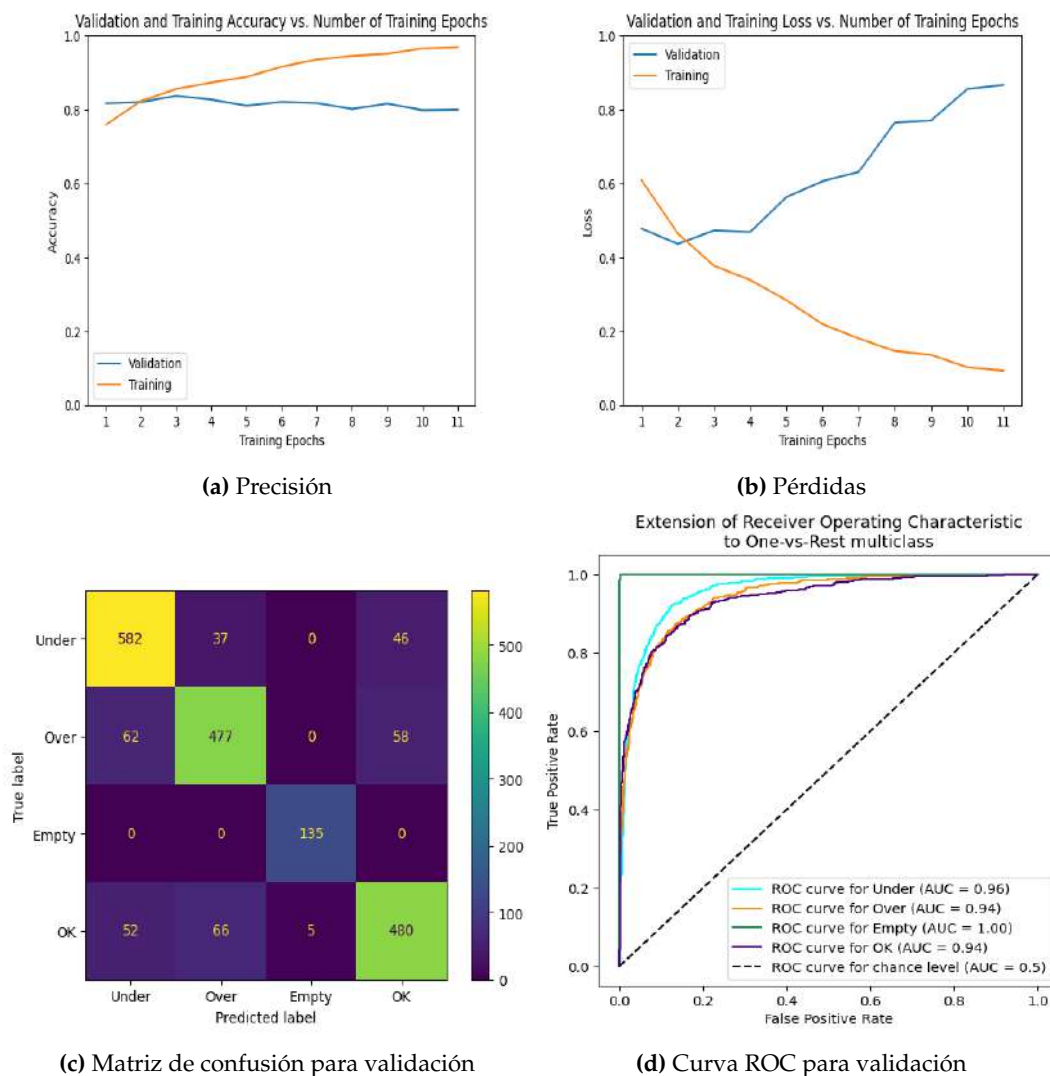 Validation and Training Accuracy vs. Number of Training Epochs
1.0
0.8
0.6
0.4
0.2
0.0
Accuracy
Validation
Training
1 2 3 4 5 6 7 8 9 10 11
Training Epochs
(a) Precisión
Validation and Training Loss vs. Number of Training Epochs
1.0
0.8
0.6
0.4
0.2
0.0
Loss
Validation
Training
1 2 3 4 5 6 7 8 9 10 11
Training Epochs
(b) Pérdidas
True label
Under 582 37 0 46
Over 62 477 0 58
Empty 0 0 135 0
OK 52 66 5 480
Under Over Empty OK
Predicted label
500
400
300
200
100
0
(c) Matriz de confusión para validación
Extension of Receiver Operating Characteristic
to One-vs-Rest multiclass
1.0
0.8
0.6
0.4
0.2
0.0
True Positive Rate
ROC curve for Under (AUC = 0.96)
ROC curve for Over (AUC = 0.94)
ROC curve for Empty (AUC = 1.00)
ROC curve for OK (AUC = 0.94)
ROC curve for chance level (AUC = 0.5)
0.0 0.2 0.4 0.6 0.8 1.0
False Positive Rate
(d) Curva ROC para validación